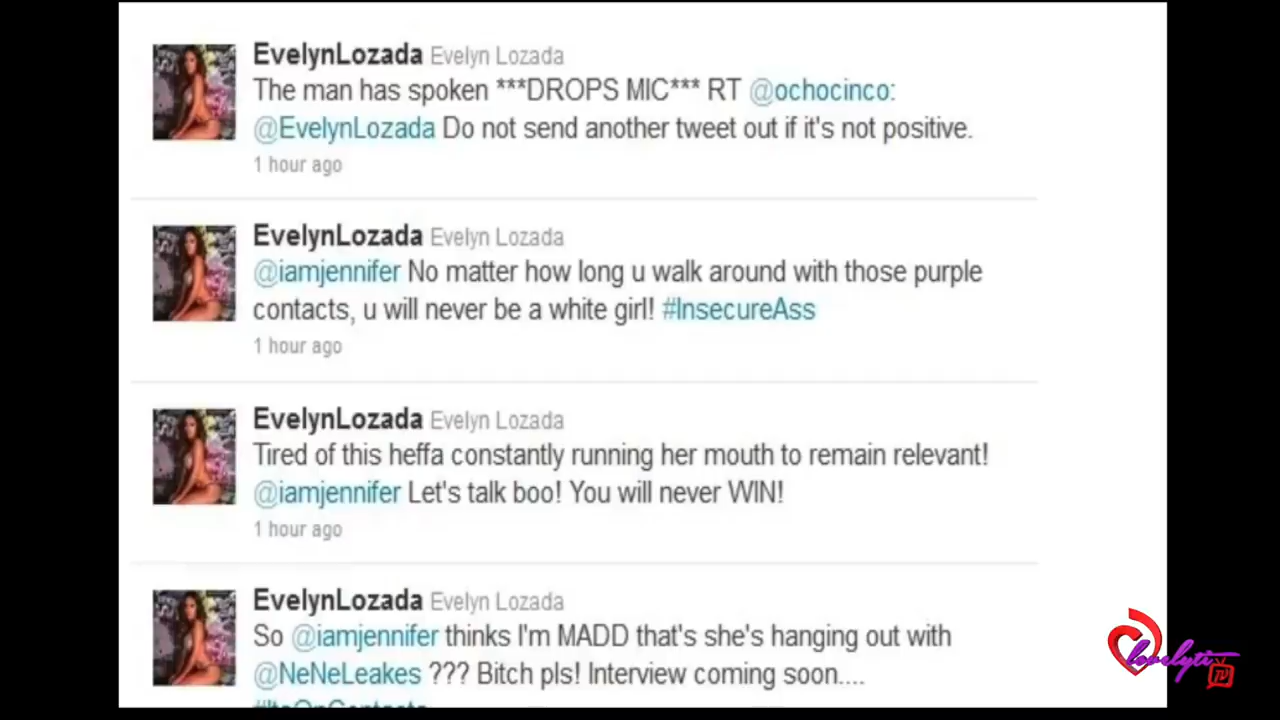 EvelynLozada Evelyn Lozada
The man has spoken ***DROPS MIC*** RT @ochocinco:
@EvelynLozada Do not send another tweet out if it's not positive.
1 hour ago
EvelynLozada Evelyn Lozada
@iamjennifer No matter how long u walk around with those purple
contacts, u will never be a white girl! #InsecureAss
1 hour ago
EvelynLozada Evelyn Lozada
Tired of this heffa constantly running her mouth to remain relevant!
@iamjennifer Let's talk boo! You will never WIN!
1 hour ago
EvelynLozada Evelyn Lozada
So @iamjennifer thinks I'm MADD that's she's hanging out with
@NeNeLeakes ??? Bitch pls! Interview coming soon....
lovelyti
TV